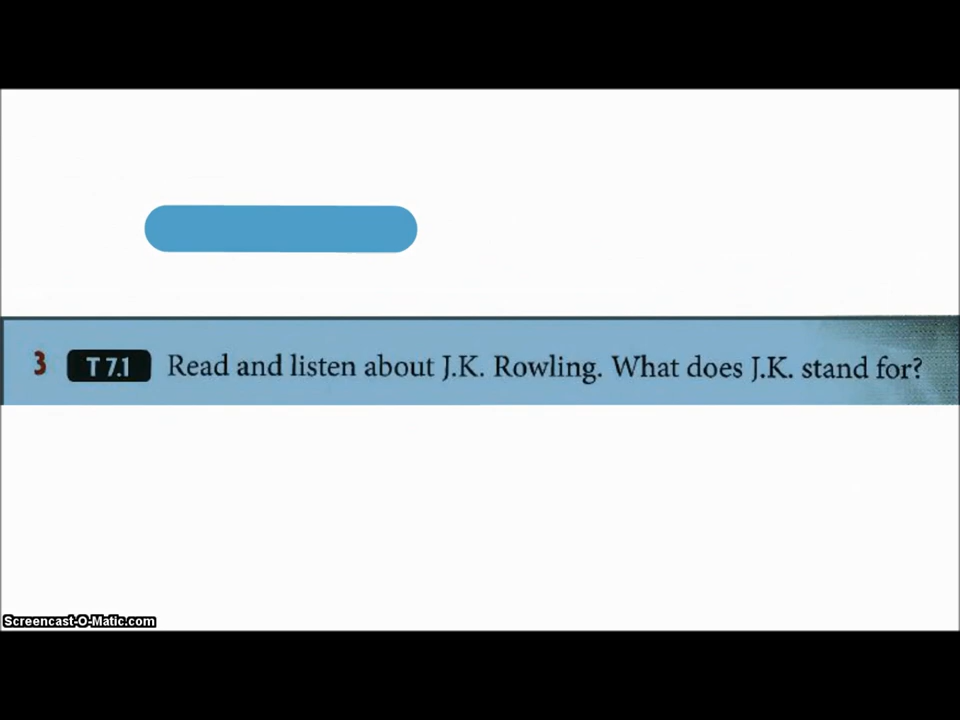 3 T 7.1 Read and listen about J.K. Rowling. What does J.K. stand for?
Screencast-O-Matic.com